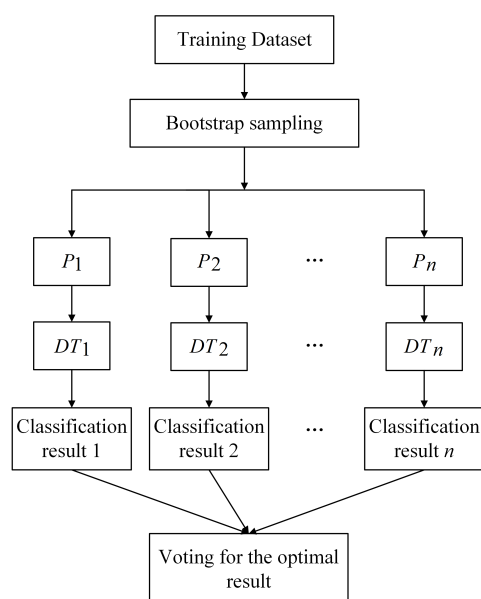 Training Dataset
Bootstrap sampling
P1 P2 ... Pn
DT1 DT2 ... DTn
Classification result 1
Classification result 2
...
Classification result n
Voting for the optimal
result